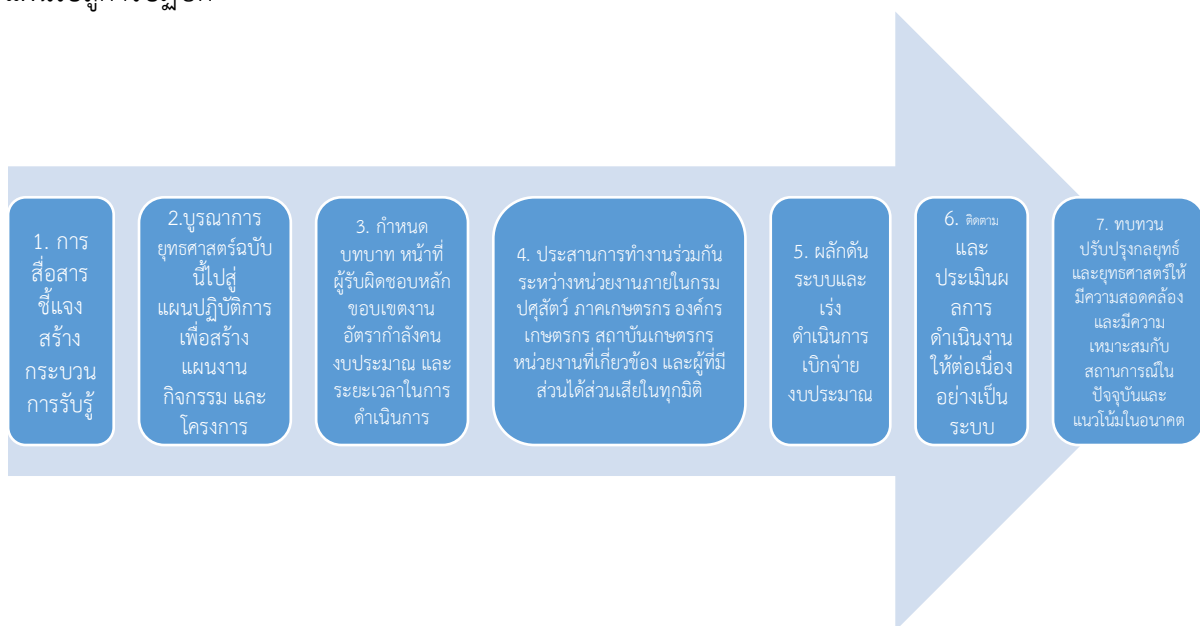 1. การ
สื่อสาร
ชี้แจง
สร้าง
กระบวน
การรับรู้
2.บูรณาการ
ยุทธศาสตร์ฉบับ
นี้ไปสู่
แผนปฏิบัติการ
เพื่อสร้าง
แผนงาน
กิจกรรม และ
โครงการ
3. กำหนด
บทบาท หน้าที่
ผู้รับผิดชอบหลัก
ขอบเขตงาน
อัตรากำลังคน
งบประมาณ และ
ระยะเวลาในการ
ดำเนินการ
4. ประสานการทำงานร่วมกัน
ระหว่างหน่วยงานภายในกรม
ปศุสัตว์ ภาคเกษตรกร องค์กร
เกษตรกร สถาบันเกษตรกร
หน่วยงานที่เกี่ยวข้อง และผู้ที่มี
ส่วนได้ส่วนเสียในทุกมิติ
5. ผลักดัน
ระบบและ
เร่ง
ดำเนินการ
เบิกจ่าย
งบประมาณ
6. ติดตาม
และ
ประเมินผ
ลการ
ดำเนินงาน
ให้ต่อเนื่อง
อย่างเป็น
ระบบ
7. ทบทวน
ปรับปรุงกลยุทธ์
และยุทธศาสตร์ให้
มีความสอดคล้อง
และมีความ
เหมาะสมกับ
สถานการณ์ใน
ปัจจุบันและ
แนวโน้มในอนาคต